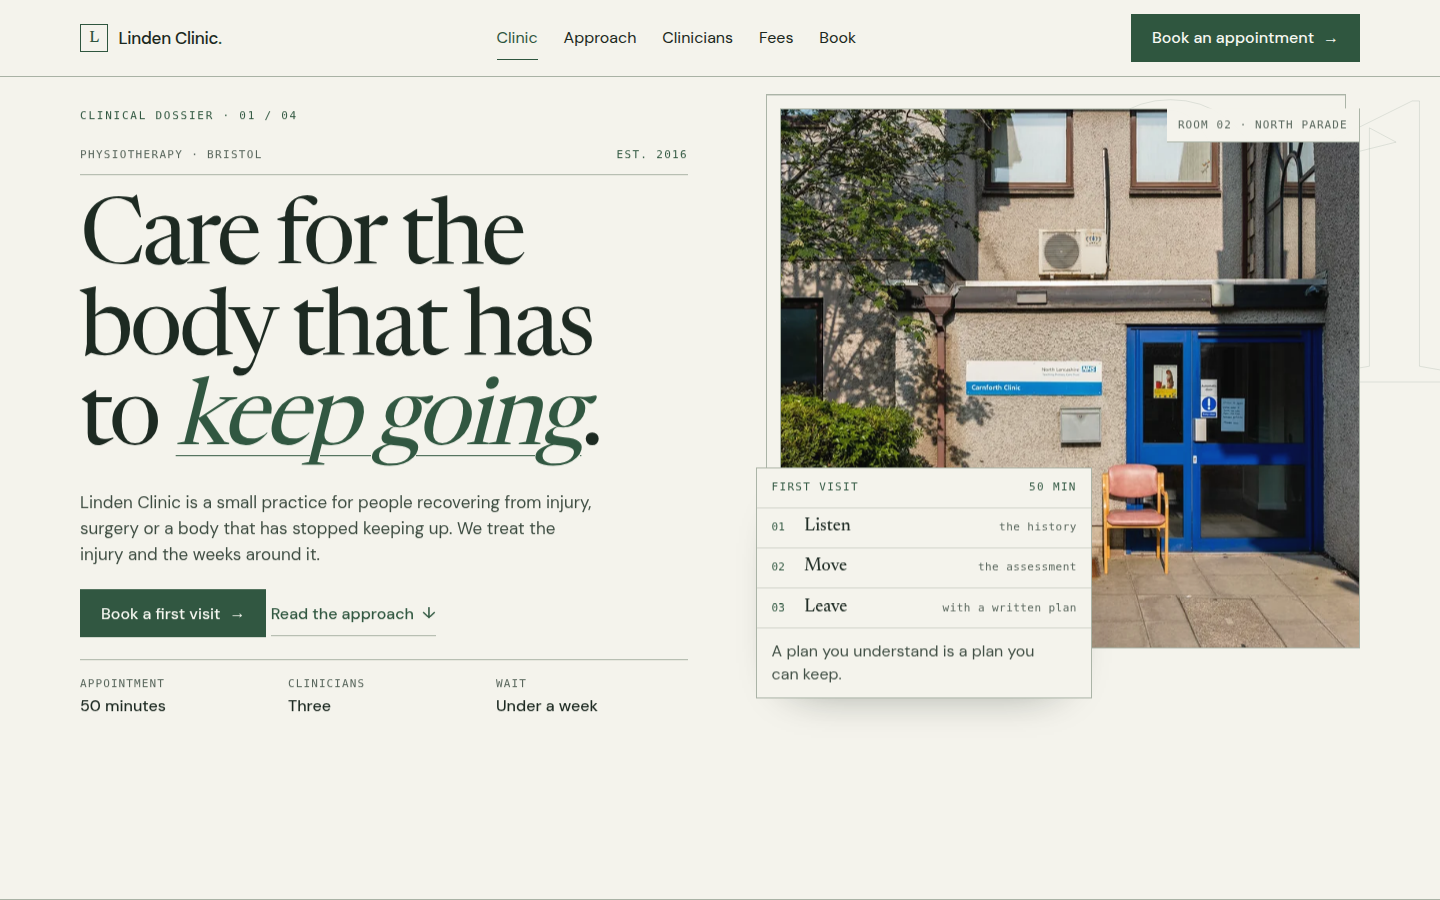 L Linden Clinic.
Clinic Approach Clinicians Fees Book
Book an appointment →
CLINICAL DOSSIER · 01 / 04
PHYSIOTHERAPY · BRISTOL EST. 2016
Care for the
body that has
to keep going.
Linden Clinic is a small practice for people recovering from injury,
surgery or a body that has stopped keeping up. We treat the
injury and the weeks around it.
Book a first visit → Read the approach ↓
APPOINTMENT CLINICIANS WAIT
50 minutes Three Under a week
ROOM 02 · NORTH PARADE
North Lancashire NHS
Carnforth Clinic
FIRST VISIT 50 MIN
01 Listen the history
02 Move the assessment
03 Leave with a written plan
A plan you understand is a plan you
can keep.